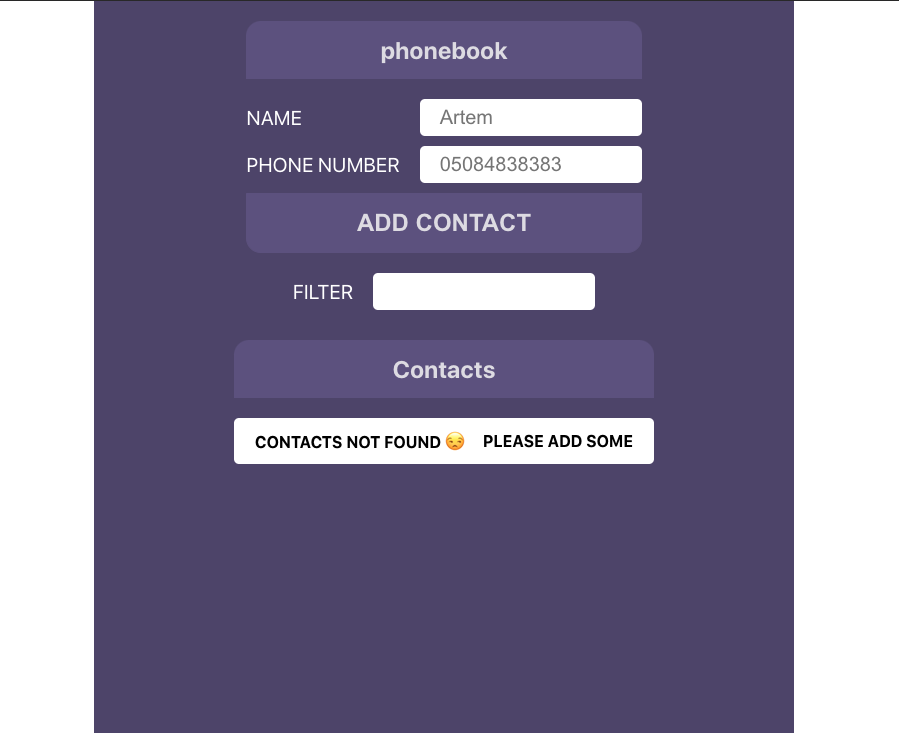 phonebook
NAME Artem
PHONE NUMBER 05084838383
ADD CONTACT
FILTER
Contacts
CONTACTS NOT FOUND 😒 PLEASE ADD SOME